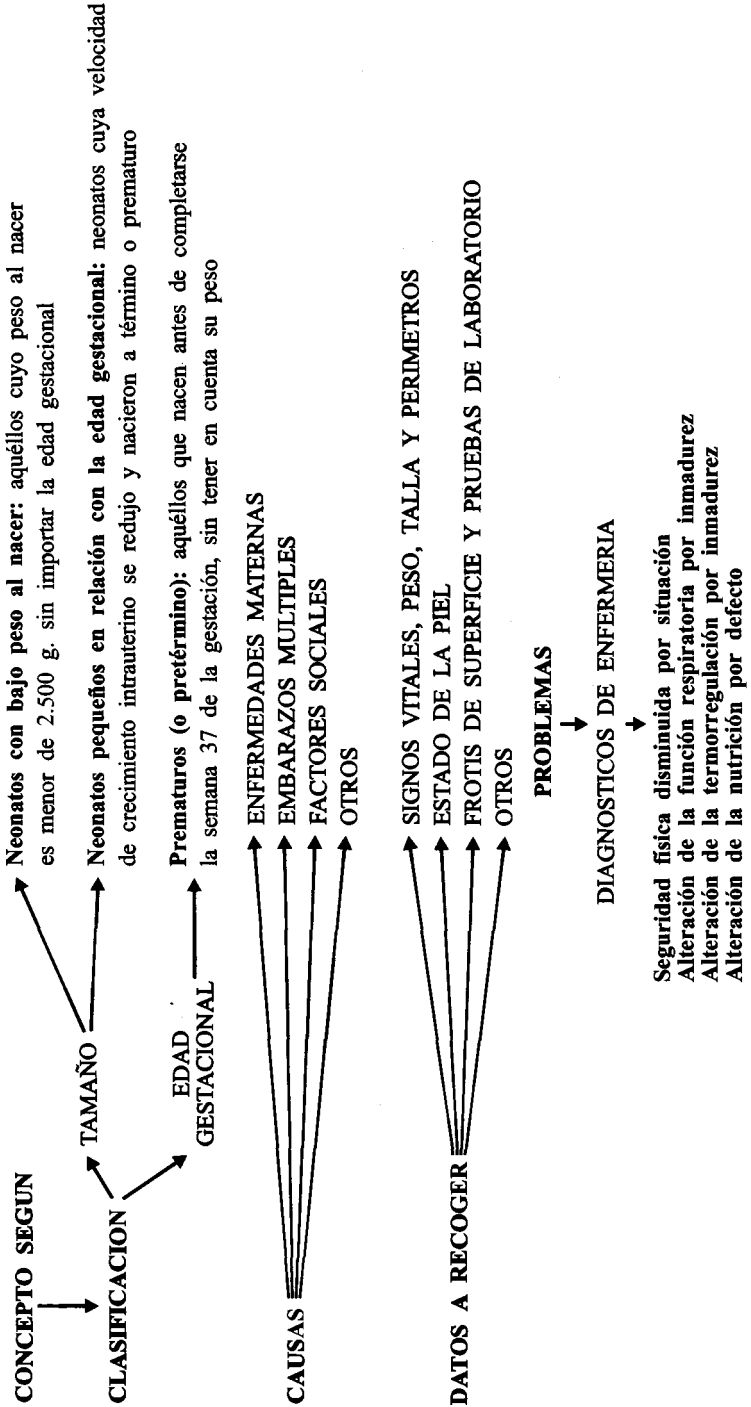 CONCEPTO SEGUN
CLASIFICACION
TAMAÑO
Neonatos con bajo peso al nacer: aquéllos cuyo peso al nacer
es menor de 2.500 g, sin importar la edad gestacional
Neonatos pequeños en relación con la edad gestacional: neonatos cuya velocidad
de crecimiento intrauterino se redujo y nacieron a término o prematuro
EDAD
GESTACIONAL
Prematuros (o pretérmino): aquéllos que nacen antes de completarse
la semana 37 de la gestación, sin tener en cuenta su peso
CAUSAS
ENFERMEDADES MATERNAS
EMBARAZOS MULTIPLES
FACTORES SOCIALES
OTROS
DATOS A RECOGER
SIGNOS VITALES, PESO, TALLA Y PERIMETROS
ESTADO DE LA PIEL
FROTIS DE SUPERFICIE Y PRUEBAS DE LABORATORIO
OTROS
PROBLEMAS
DIAGNOSTICOS DE ENFERMERIA
Seguridad física disminuida por situación
Alteración de la función respiratoria por inmadurez
Alteración de la termorregulación por inmadurez
Alteración de la nutrición por defecto